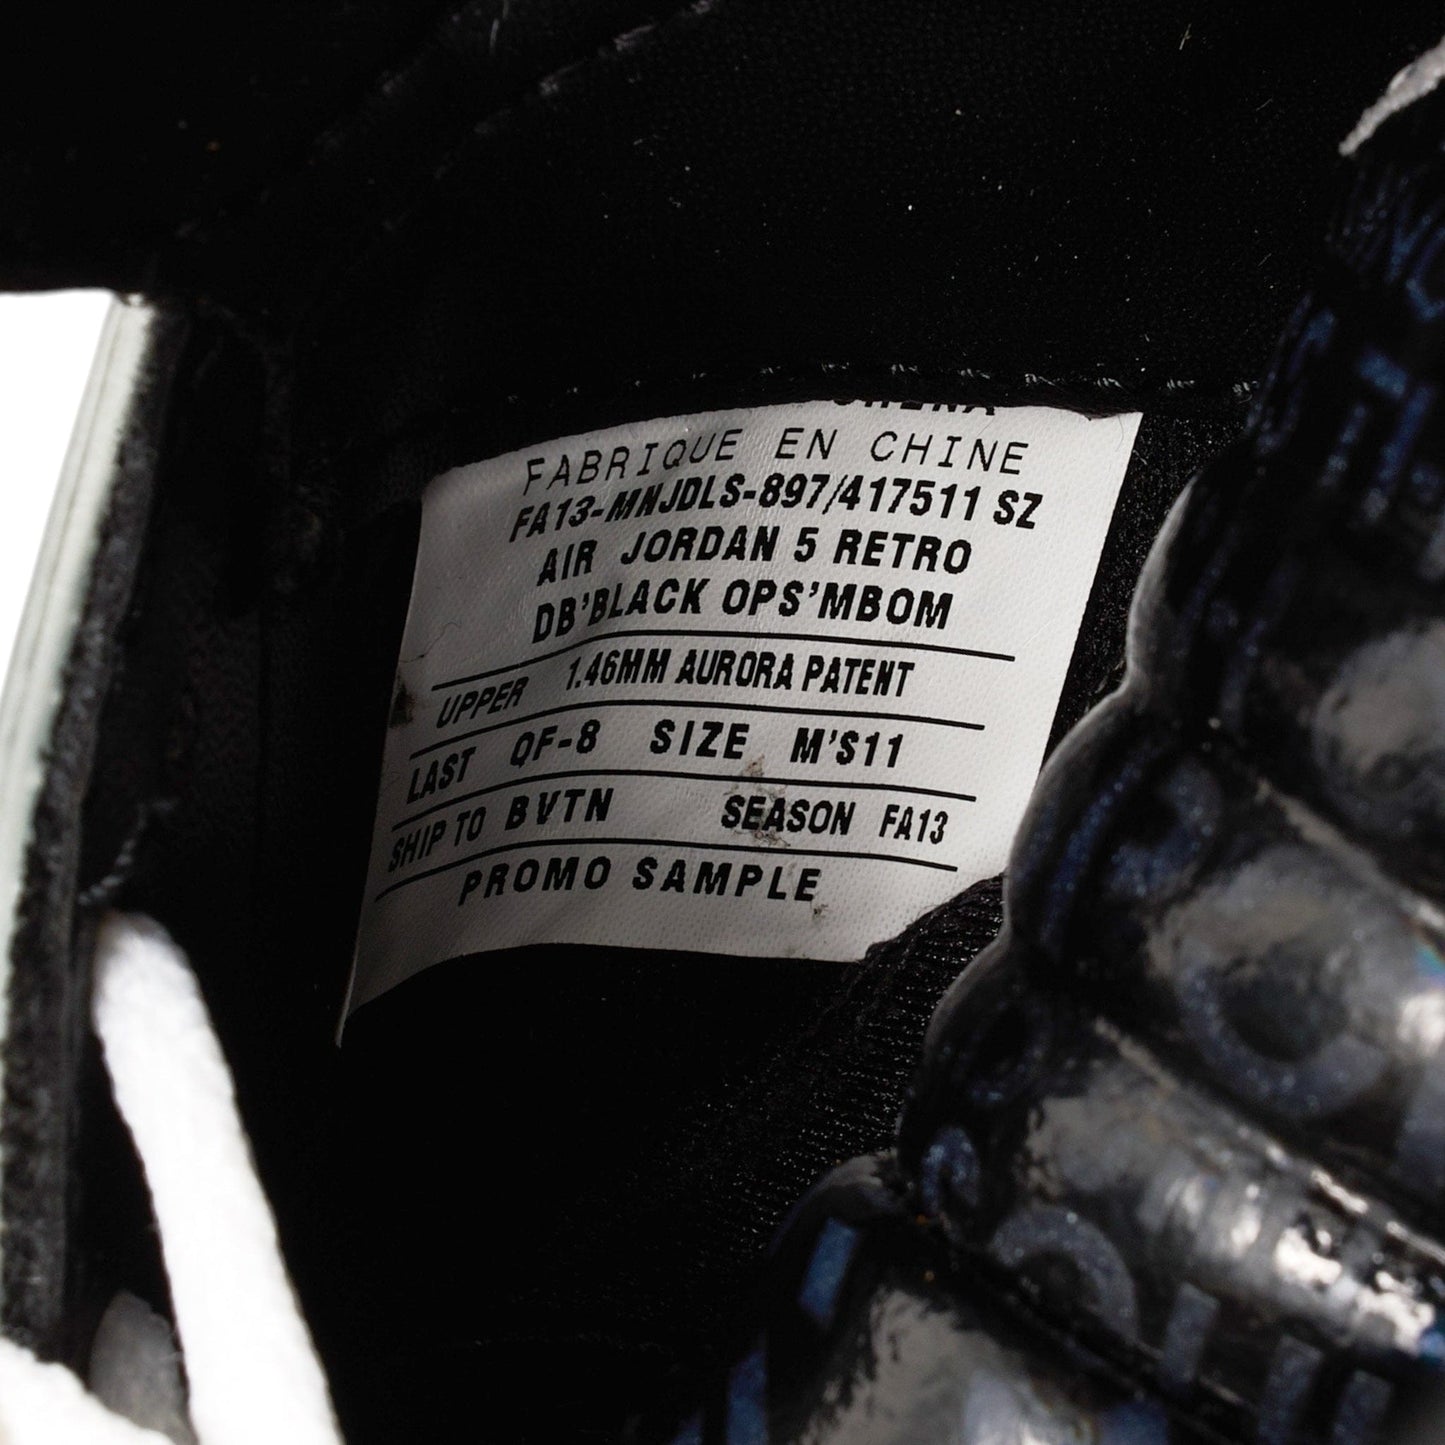 FABRIQUE EN CHINE
FA13-MNJDLS-897/417511 SZ
AIR JORDAN 5 RETRO
DB'BLACK OPS'MBOM
UPPER 1.46MM AURORA PATENT
LAST QF-8 SIZE M'S11
SHIP TO BVTN SEASON FA13
PROMO SAMPLE